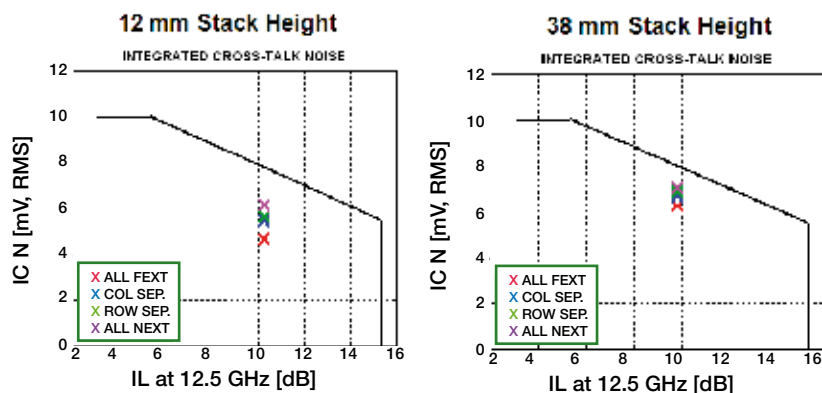 12 mm Stack Height
INTEGRATED CROSS-TALK NOISE
12
10
8
6
4
2
0
IC N [mV, RMS]
X ALL FEXT
X COL SEP.
X ROW SEP.
X ALL NEXT
2 4 6 8 10 12 14 16
IL at 12.5 GHz [dB]
38 mm Stack Height
INTEGRATED CROSS-TALK NOISE
12
10
8
6
4
2
0
IC N [mV, RMS]
X ALL FEXT
X COL SEP.
X ROW SEP.
X ALL NEXT
2 4 6 8 10 12 14 16
IL at 12.5 GHz [dB]